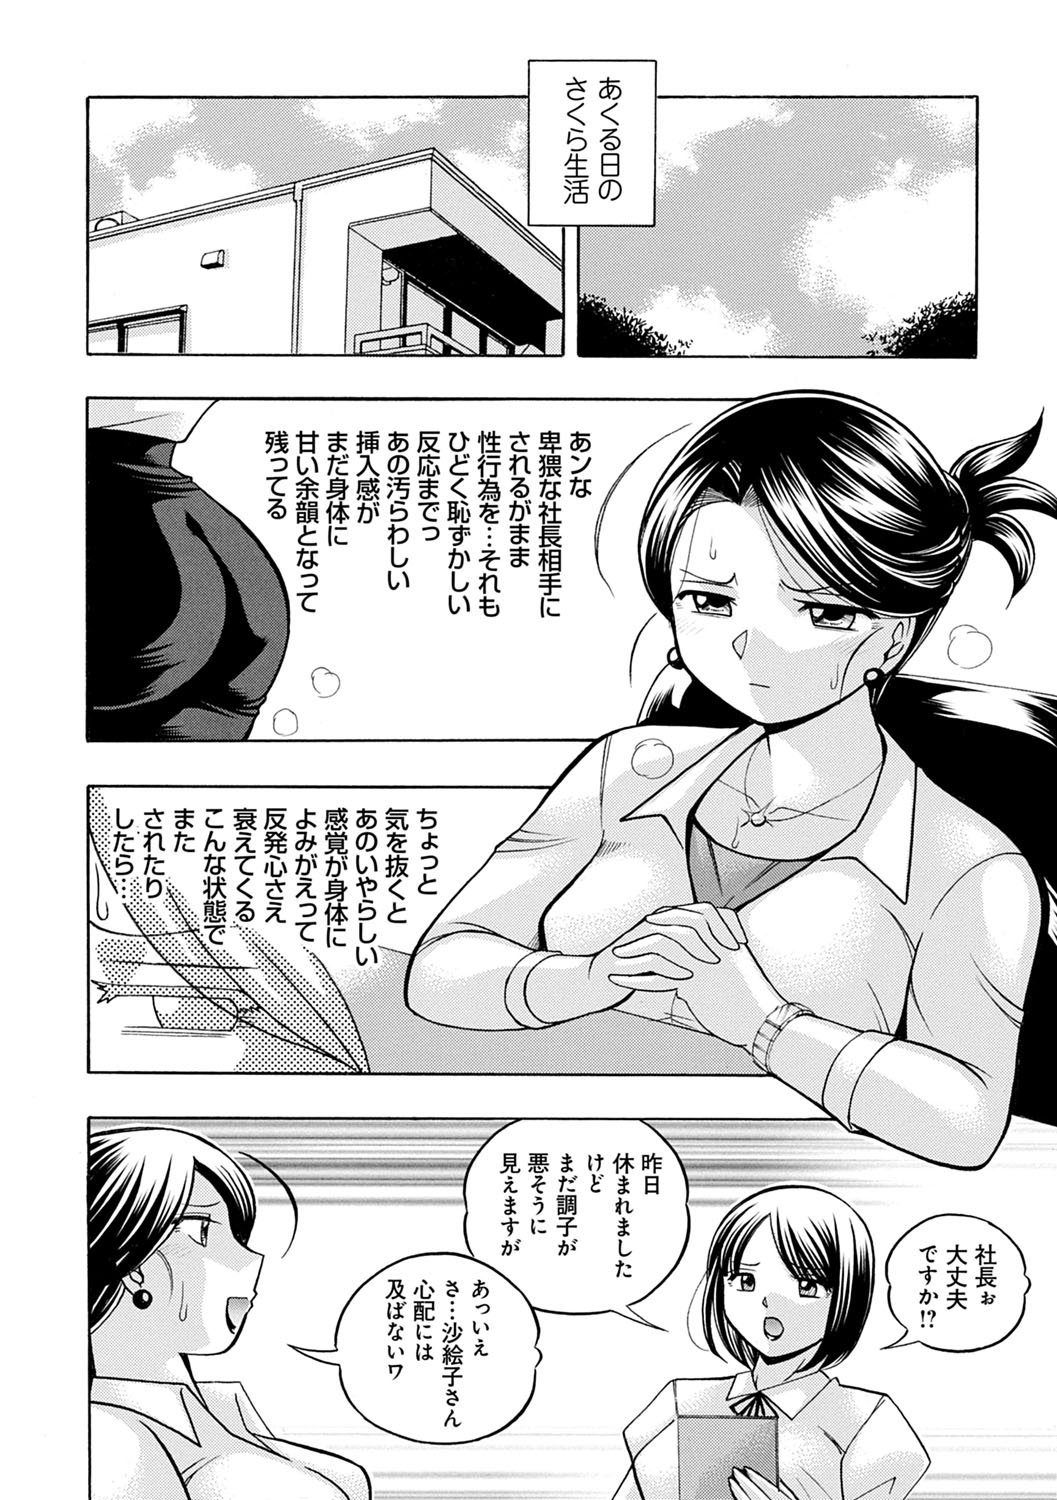 あくる日の
さくら生活
あンな
卑猥な社長相手に
されるがまま
性行為を…それも
ひどく恥ずかしい
反応までっ
あの汚らわしい
挿入感が
まだ身体に
甘い余韻となって
残ってる
ちょっと
気を抜くと
あのいやらしい
感覚が身体に
よみがえって
反発心さえ
衰えてくる
こんな状態で
また
されたり
したら…
社長ぉ
大丈夫
ですか!?
昨日
休まれました
けど
まだ調子が
悪そうに
見えますが
あっいえ
さ…沙絵子さん
心配には
及ばないワ